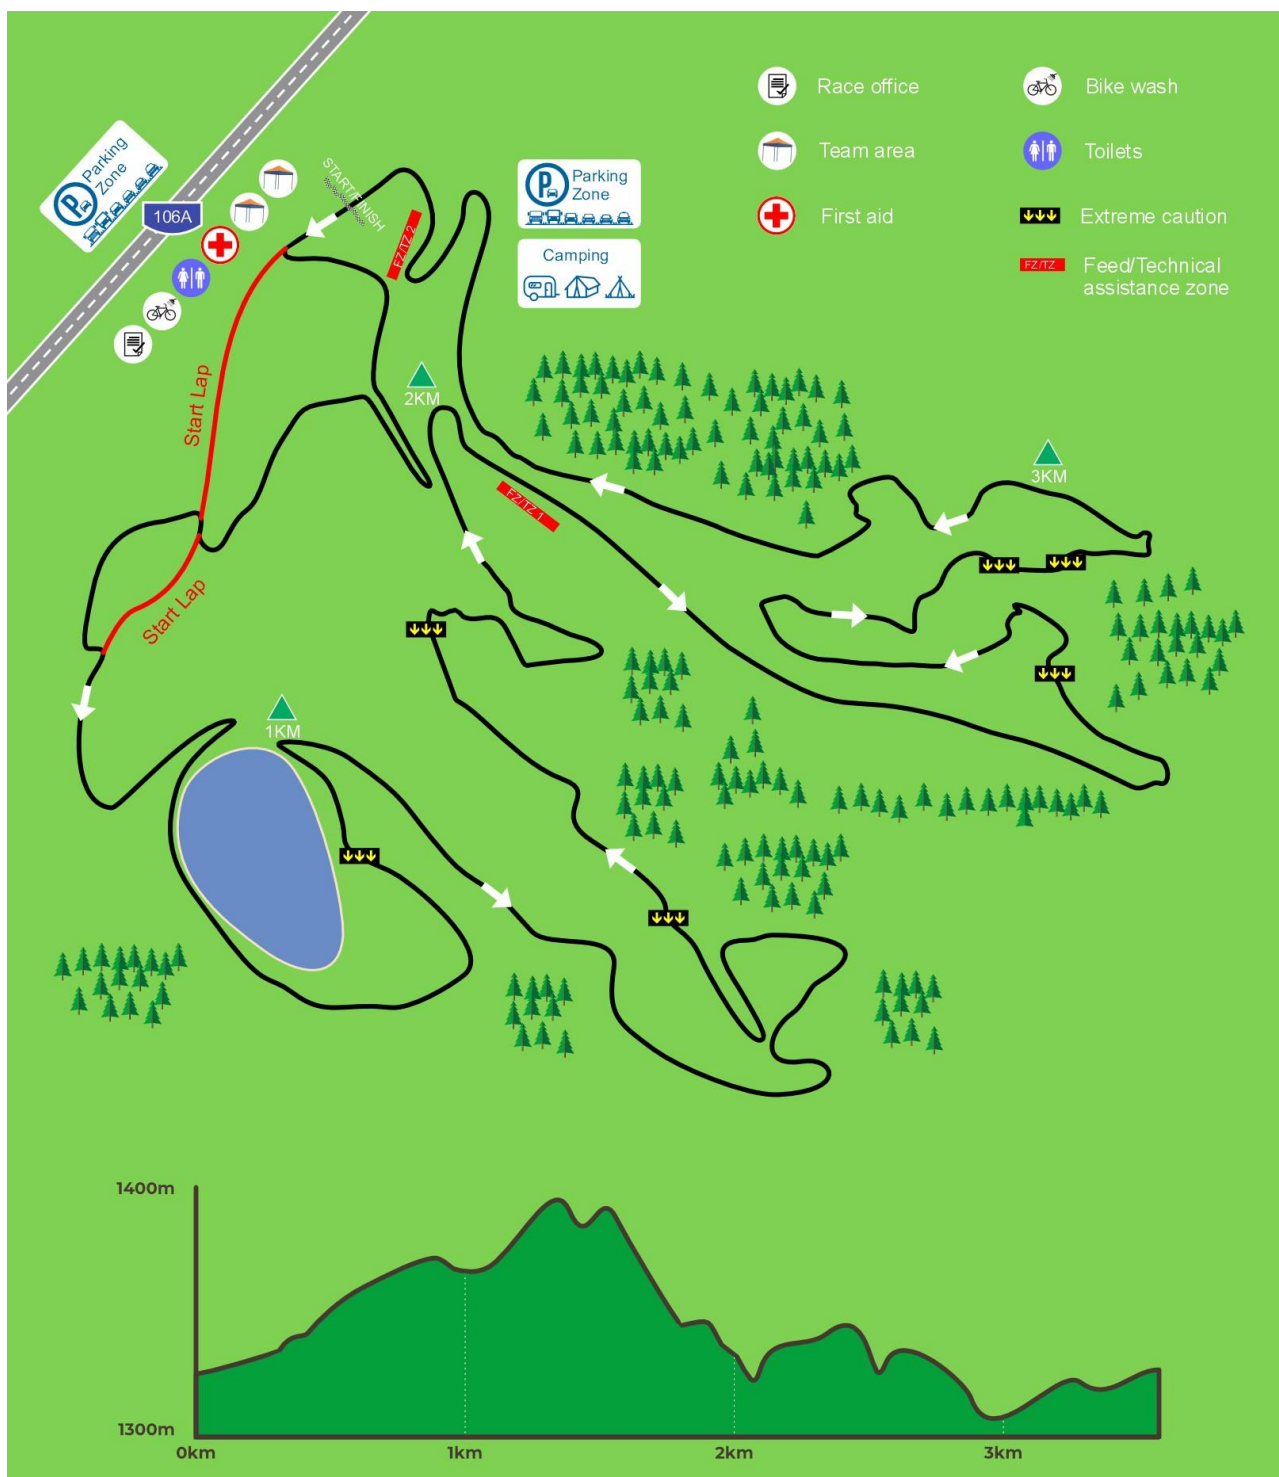 Race office
Bike wash
Team area
Toilets
First aid
Extreme caution
FZ/TZ
Feed/Technical
assistance zone
P
Parking
Zone
106A
START/FINISH
FZ/TZ 2
P
Parking
Zone
Camping
Start Lap
2KM
FZ/TZ 1
3KM
Start Lap
1KM
1400m
1300m
0km
1km
2km
3km